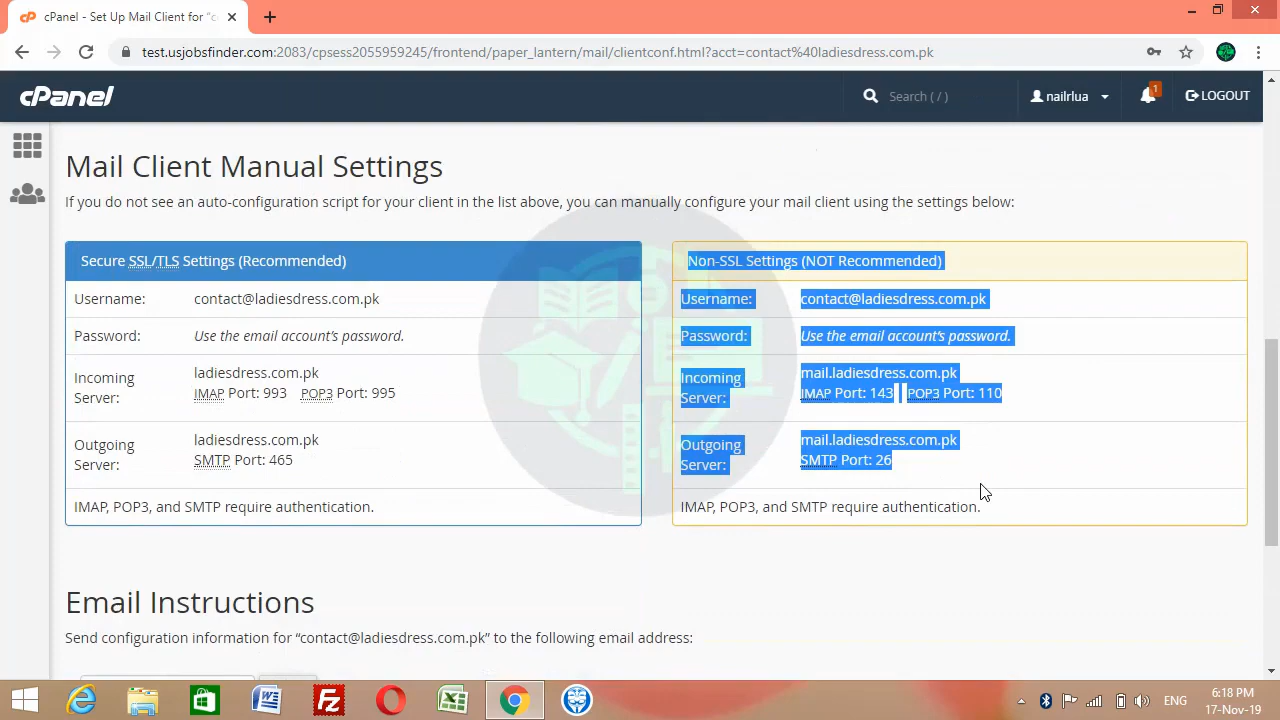 cPanel - Set Up Mail Client for "c
test.usjobsfinder.com:2083/cpsess2055959245/frontend/paper_lantern/mail/clientconf.html?acct=contact%40ladiesdress.com.pk
cPanel
Search ( / )
nailrlua
1
LOGOUT
Mail Client Manual Settings
If you do not see an auto-configuration script for your client in the list above, you can manually configure your mail client using the settings below:
Secure SSL/TLS Settings (Recommended)
Username: contact@ladiesdress.com.pk
Password: Use the email account’s password.
Incoming Server: ladiesdress.com.pk
IMAP Port: 993 POP3 Port: 995
Outgoing Server: ladiesdress.com.pk
SMTP Port: 465
IMAP, POP3, and SMTP require authentication.
Non-SSL Settings (NOT Recommended)
Username: contact@ladiesdress.com.pk
Password: Use the email account’s password.
Incoming Server: mail.ladiesdress.com.pk
IMAP Port: 143 POP3 Port: 110
Outgoing Server: mail.ladiesdress.com.pk
SMTP Port: 26
IMAP, POP3, and SMTP require authentication.
Email Instructions
Send configuration information for “contact@ladiesdress.com.pk” to the following email address:
ENG
6:18 PM
17-Nov-19